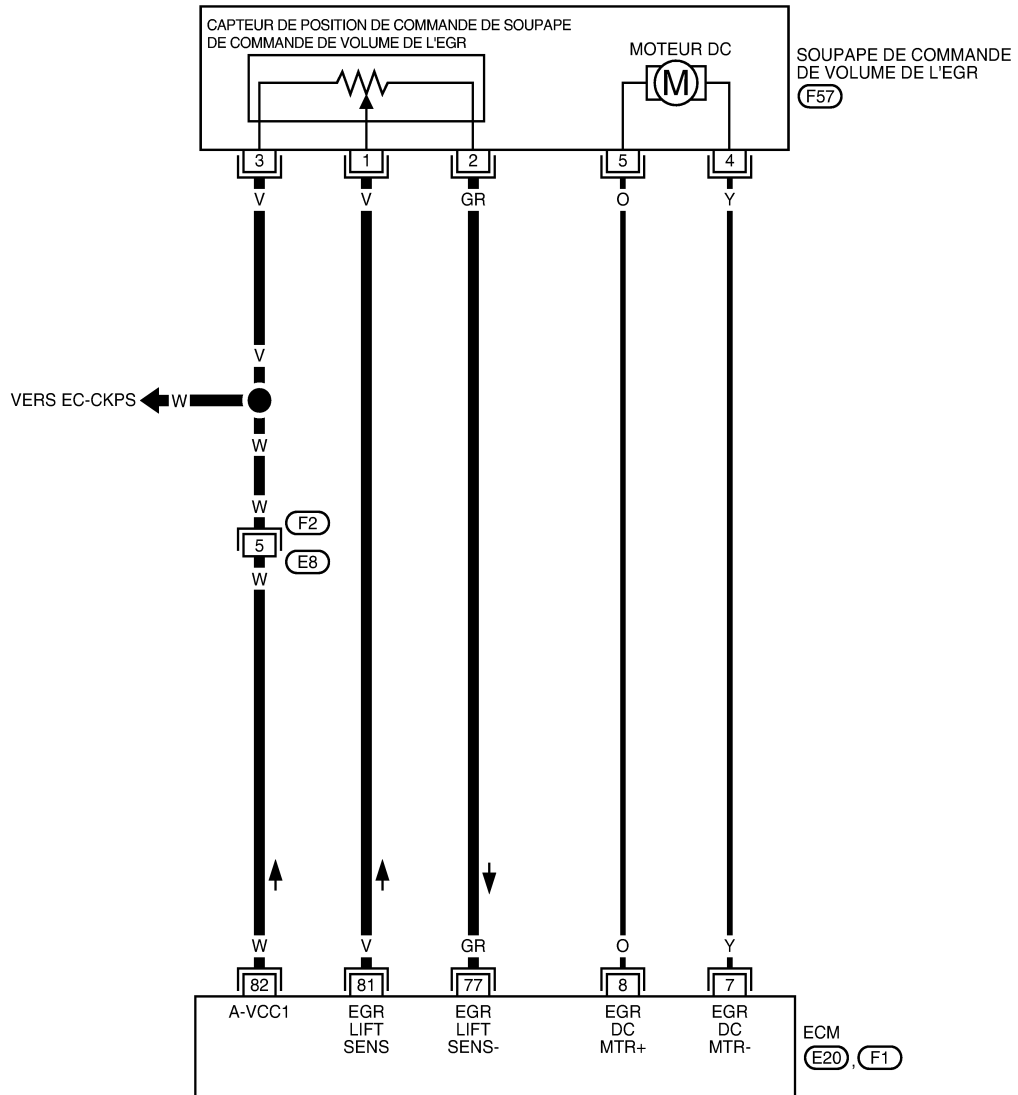 CAPTEUR DE POSITION DE COMMANDE DE SOUPAPE
DE COMMANDE DE VOLUME DE L'EGR
MOTEUR DC
M
SOUPAPE DE COMMANDE
DE VOLUME DE L'EGR
F57
3 1 2 5 4
V V GR O Y
V
VERS EC-CKPS W
W
W
F2
5
E8
W
W V GR O Y
82 81 77 8 7
A-VCC1
EGR
LIFT
SENS
EGR
LIFT
SENS-
EGR
DC
MTR+
EGR
DC
MTR-
ECM
E20 , F1